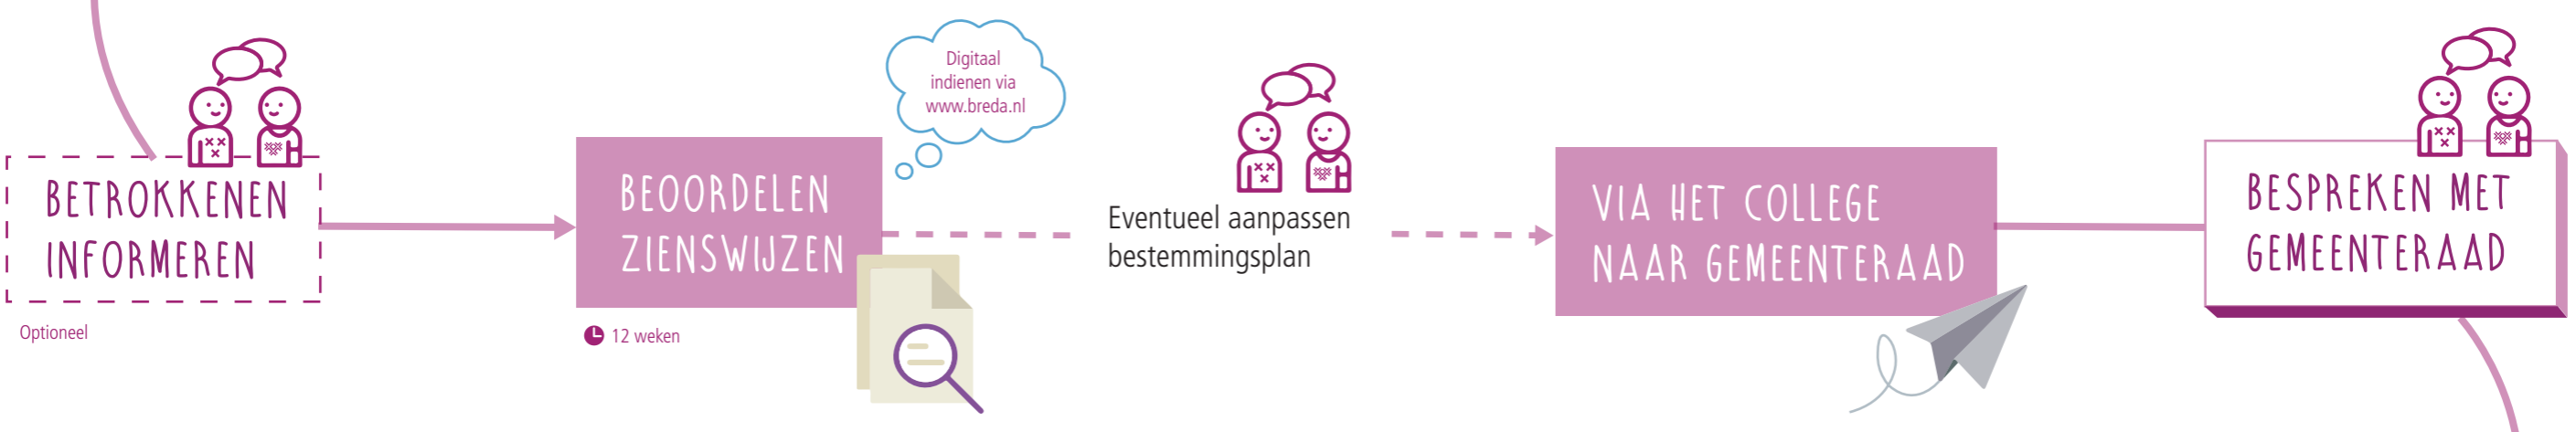 BETROKKENEN
INFORMEREN
Optioneel
BEOORDELEN
ZIENSWIJZEN
12 weken
Digitaal
indienen via
www.breda.nl
Eventueel aanpassen
bestemmingsplan
VIA HET COLLEGE
NAAR GEMEENTERAAD
BESPREKEN MET
GEMEENTERAAD